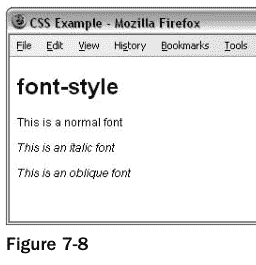 CSS Example - Mozilla Firefox
File Edit View History Bookmarks Tools
font-style
This is a normal font
This is an italic font
This is an oblique font
Figure 7-8